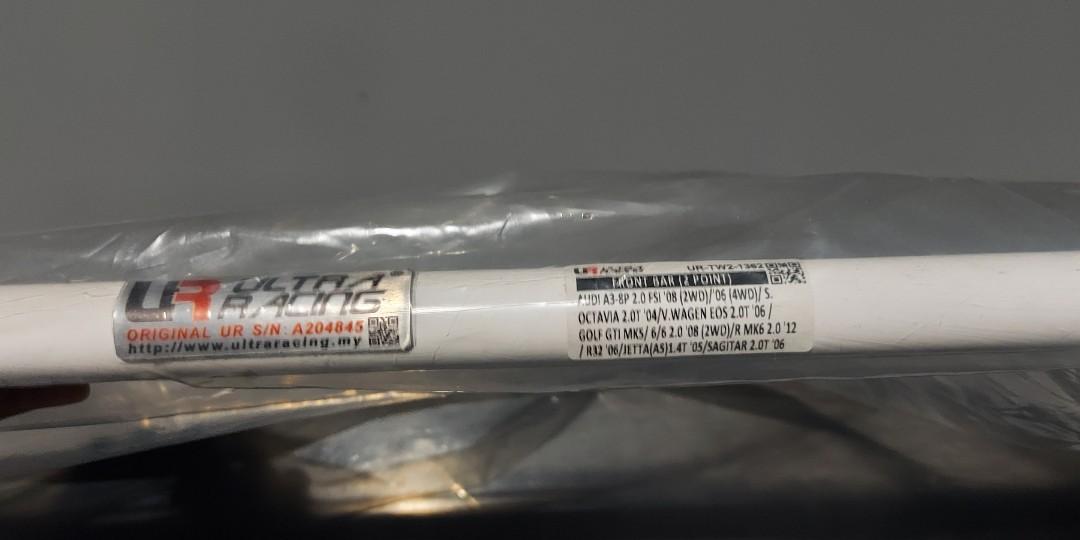 UR ULTRA RACING
ORIGINAL UR S/N: A204845
http://www.ultraracing.my
UR UR-TW2-1362
FRONT BAR (2 POINT)
AUDI A3-8P 2.0 FSI '08 (2WD)/'06 (4WD)/ S.
OCTAVIA 2.0T '04/V.WAGEN EOS 2.0T '06 /
GOLF GTI MK5/ 6/6 2.0 '08 (2WD)/R MK6 2.0 '12
/ R32 '06/JETTA(A5)1.4T '05/SAGITAR 2.0T '06